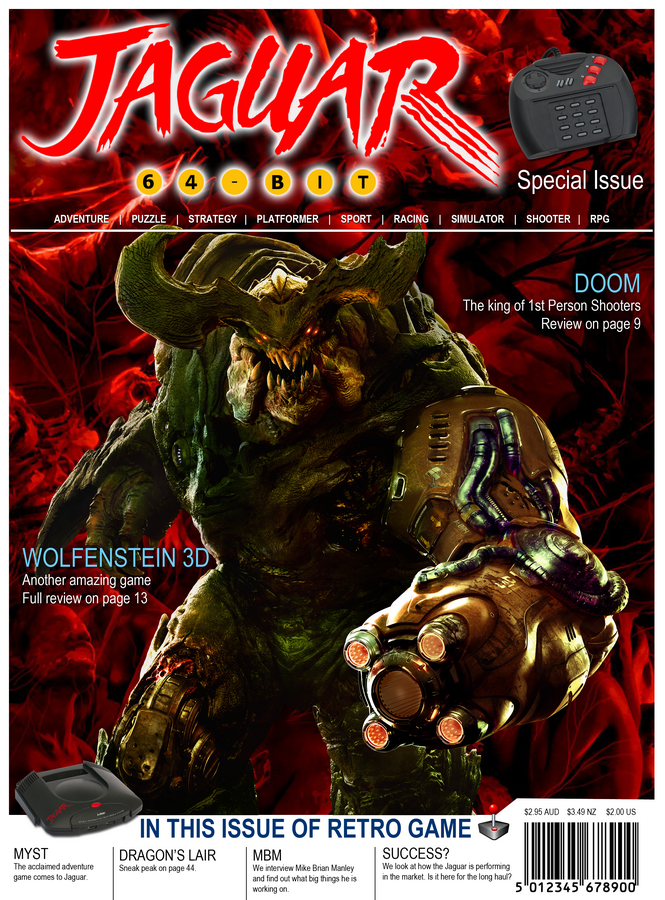 JAGUAR
64-BIT
Special Issue
ADVENTURE | PUZZLE | STRATEGY | PLATFORMER | SPORT | RACING | SIMULATOR | SHOOTER | RPG
DOOM
The king of 1st Person Shooters
Review on page 9
WOLFENSTEIN 3D
Another amazing game
Full review on page 13
IN THIS ISSUE OF RETRO GAME
$2.95 AUD $3.49 NZ $2.00 US
MYST
The acclaimed adventure
game comes to Jaguar.
DRAGON'S LAIR
Sneak peak on page 44.
MBM
We interview Mike Brian Manley
and find out what big things he is
working on.
SUCCESS?
We look at how the Jaguar is performing
in the market. Is it here for the long haul?
5 012345 678900